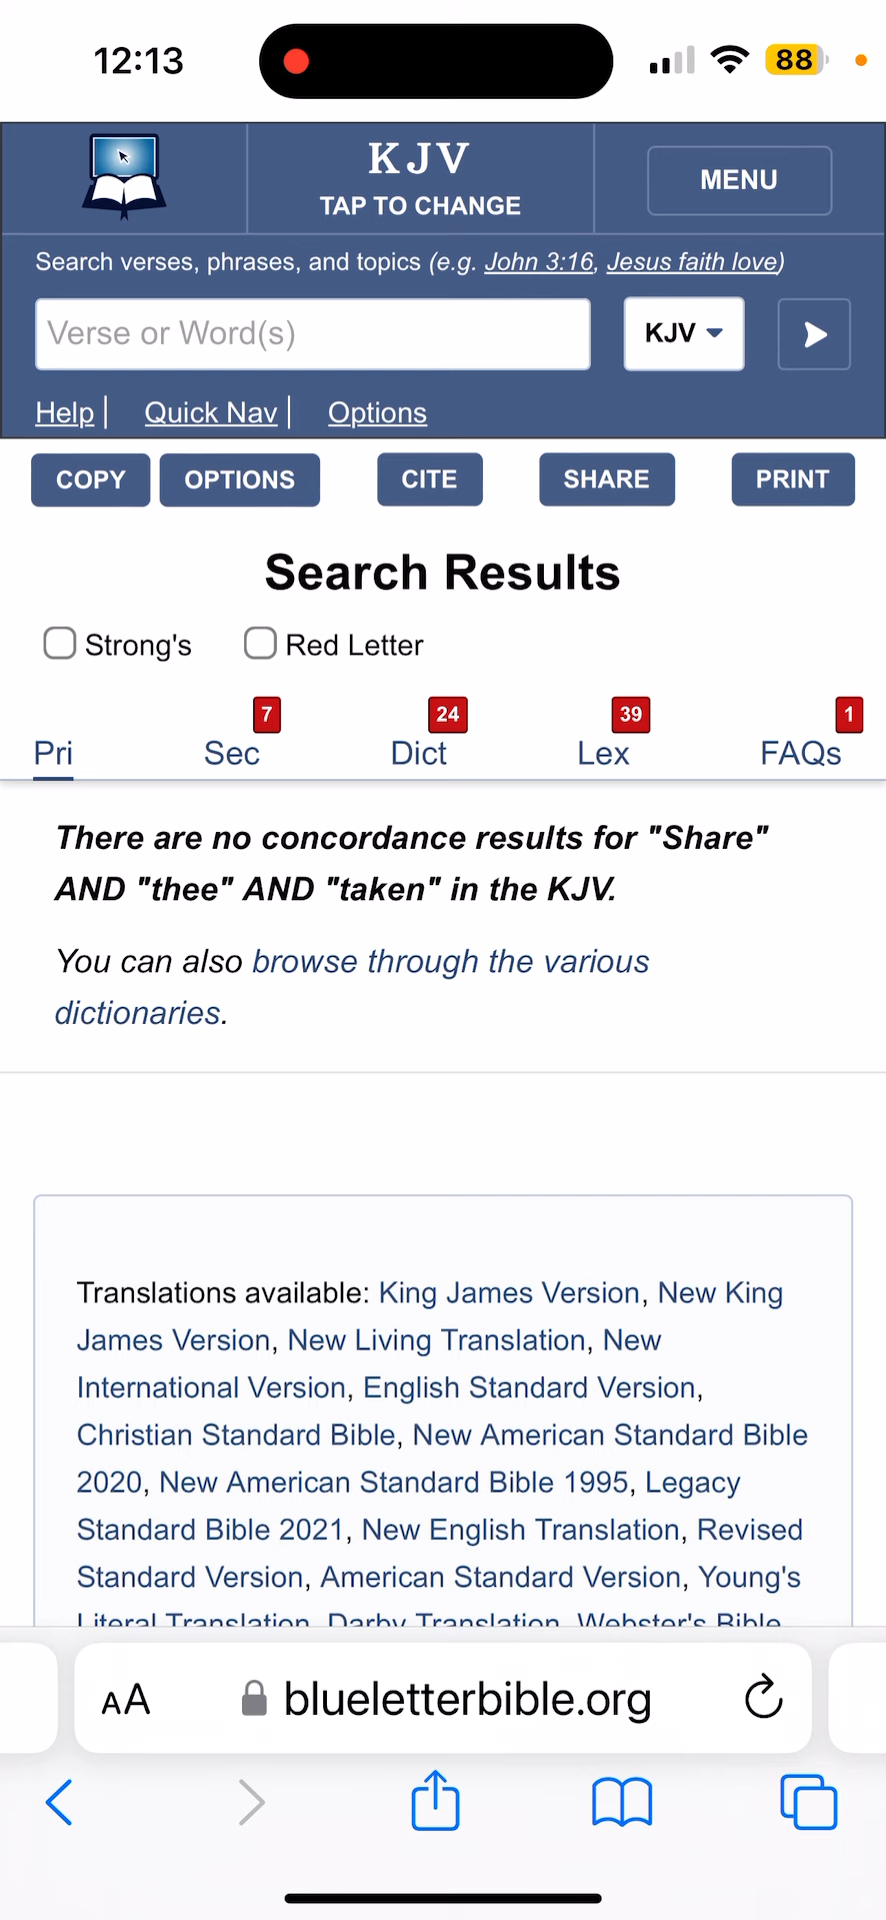 12:13
88
KJV
TAP TO CHANGE
MENU
Search verses, phrases, and topics (e.g. John 3:16, Jesus faith love)
Verse or Word(s)
KJV
Help | Quick Nav | Options
COPY OPTIONS CITE SHARE PRINT
Search Results
Strong's Red Letter
7 24 39 1
Pri Sec Dict Lex FAQs
There are no concordance results for "Share"
AND "thee" AND "taken" in the KJV.
You can also browse through the various
dictionaries.
Translations available: King James Version, New King
James Version, New Living Translation, New
International Version, English Standard Version,
Christian Standard Bible, New American Standard Bible
2020, New American Standard Bible 1995, Legacy
Standard Bible 2021, New English Translation, Revised
Standard Version, American Standard Version, Young's
Literal Translation, Darby Translation, Webster's Bible
AA blueletterbible.org